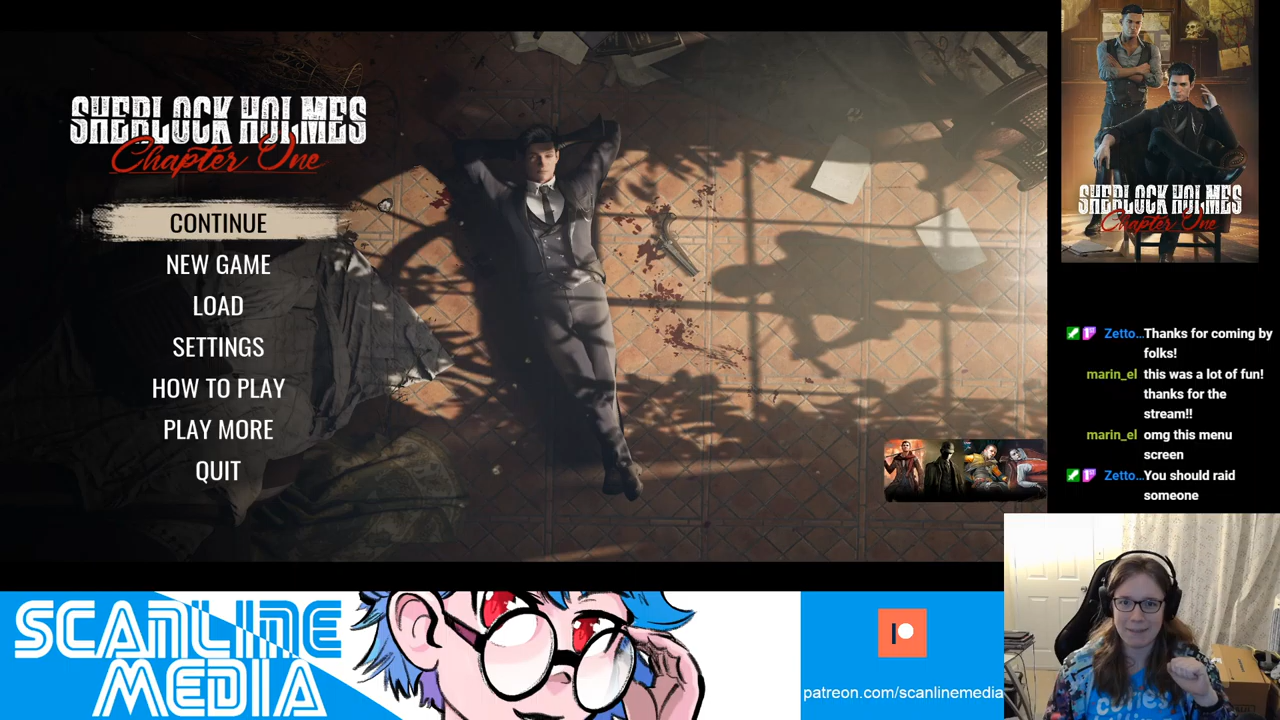 SHERLOCK HOLMES
Chapter One
CONTINUE
NEW GAME
LOAD
SETTINGS
HOW TO PLAY
PLAY MORE
QUIT
SHERLOCK HOLMES
Chapter One
Zetto... Thanks for coming by
folks!
marin_el this was a lot of fun!
thanks for the
stream!!
marin_el omg this menu
screen
Zetto... You should raid
someone
SCANLINE
MEDIA
patreon.com/scanlinemedia